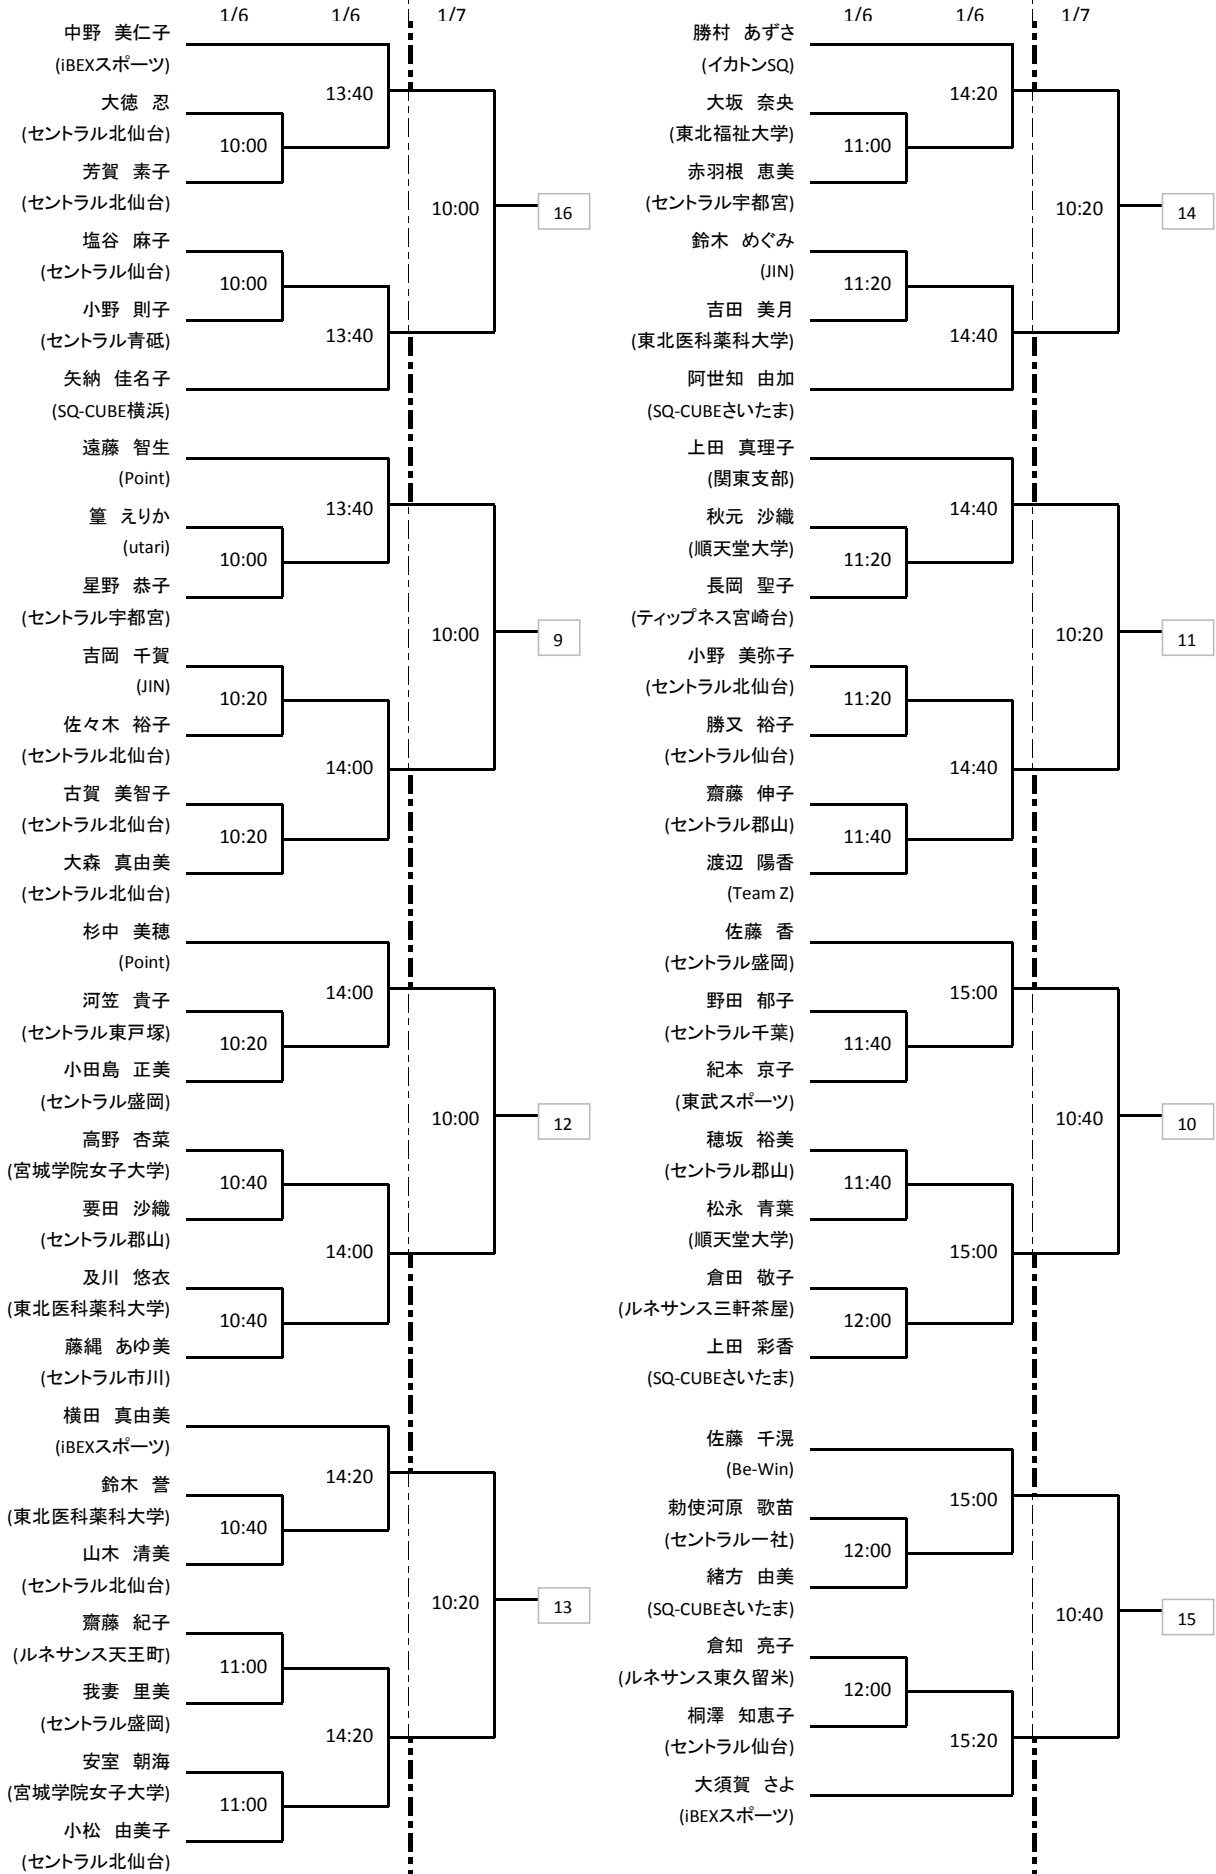 1/6 1/6 1/7
中野 美仁子
(iBEXスポーツ)
13:40
大徳 忍
(セントラル北仙台)
10:00
芳賀 素子
(セントラル北仙台)
10:00
16
塩谷 麻子
(セントラル仙台)
10:00
小野 則子
(セントラル青砥)
13:40
矢納 佳名子
(SQ-CUBE横浜)
遠藤 智生
(Point)
13:40
篁 えりか
(utari)
10:00
星野 恭子
(セントラル宇都宮)
10:00
9
吉岡 千賀
(JIN)
10:20
佐々木 裕子
(セントラル北仙台)
14:00
古賀 美智子
(セントラル北仙台)
10:20
大森 真由美
(セントラル北仙台)
杉中 美穂
(Point)
14:00
河笠 貴子
(セントラル東戸塚)
10:20
小田島 正美
(セントラル盛岡)
10:00
12
高野 杏菜
(宮城学院女子大学)
10:40
要田 沙織
(セントラル郡山)
14:00
及川 悠衣
(東北医科薬科大学)
10:40
藤縄 あゆ美
(セントラル市川)
横田 真由美
(iBEXスポーツ)
14:20
鈴木 誉
(東北医科薬科大学)
10:40
山木 清美
(セントラル北仙台)
10:20
13
齋藤 紀子
(ルネサンス天王町)
11:00
我妻 里美
(セントラル盛岡)
14:20
安室 朝海
(宮城学院女子大学)
11:00
小松 由美子
(セントラル北仙台)
1/6 1/6 1/7
勝村 あずさ
(イカトンSQ)
14:20
大坂 奈央
(東北福祉大学)
11:00
赤羽根 恵美
(セントラル宇都宮)
10:20
14
鈴木 めぐみ
(JIN)
11:20
吉田 美月
(東北医科薬科大学)
14:40
阿世知 由加
(SQ-CUBEさいたま)
上田 真理子
(関東支部)
14:40
秋元 沙織
(順天堂大学)
11:20
長岡 聖子
(ティップネス宮崎台)
10:20
11
小野 美弥子
(セントラル北仙台)
11:20
勝又 裕子
(セントラル仙台)
14:40
齋藤 伸子
(セントラル郡山)
11:40
渡辺 陽香
(Team Z)
佐藤 香
(セントラル盛岡)
15:00
野田 郁子
(セントラル千葉)
11:40
紀本 京子
(東武スポーツ)
10:40
10
穂坂 裕美
(セントラル郡山)
11:40
松永 青葉
(順天堂大学)
15:00
倉田 敬子
(ルネサンス三軒茶屋)
12:00
上田 彩香
(SQ-CUBEさいたま)
佐藤 千滉
(Be-Win)
15:00
勅使河原 歌苗
(セントラル一社)
12:00
緒方 由美
(SQ-CUBEさいたま)
10:40
15
倉知 亮子
(ルネサンス東久留米)
12:00
桐澤 知恵子
(セントラル仙台)
15:20
大須賀 さよ
(iBEXスポーツ)